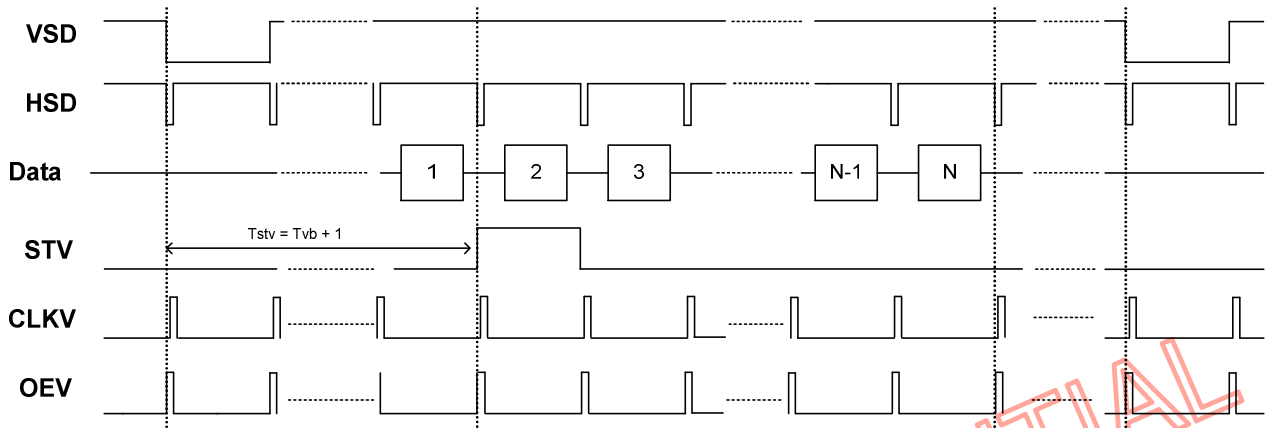 VSD
HSD
Data 1 2 3 N-1 N
Tstv = Tvb + 1
STV
CLKV
OEV